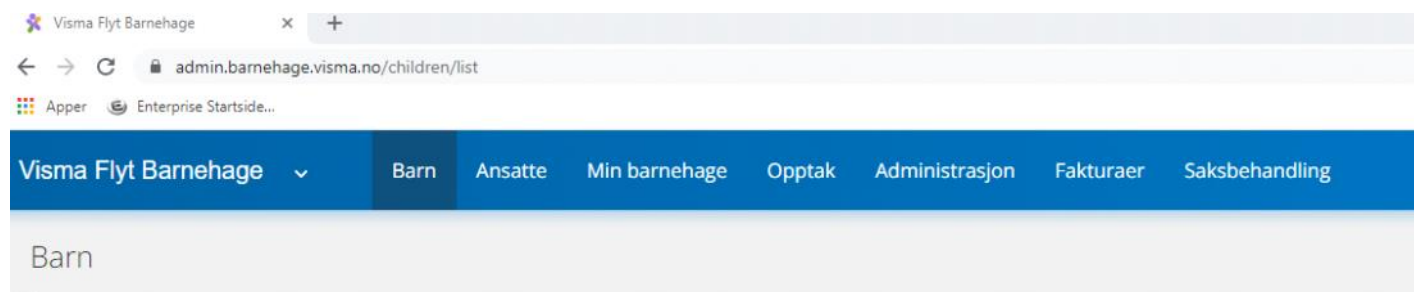 Visma Flyt Barnehage
admin.barnehage.visma.no/children/list
Apper Enterprise Startside...
Visma Flyt Barnehage Barn Ansatte Min barnehage Opptak Administrasjon Fakturaer Saksbehandling
Barn